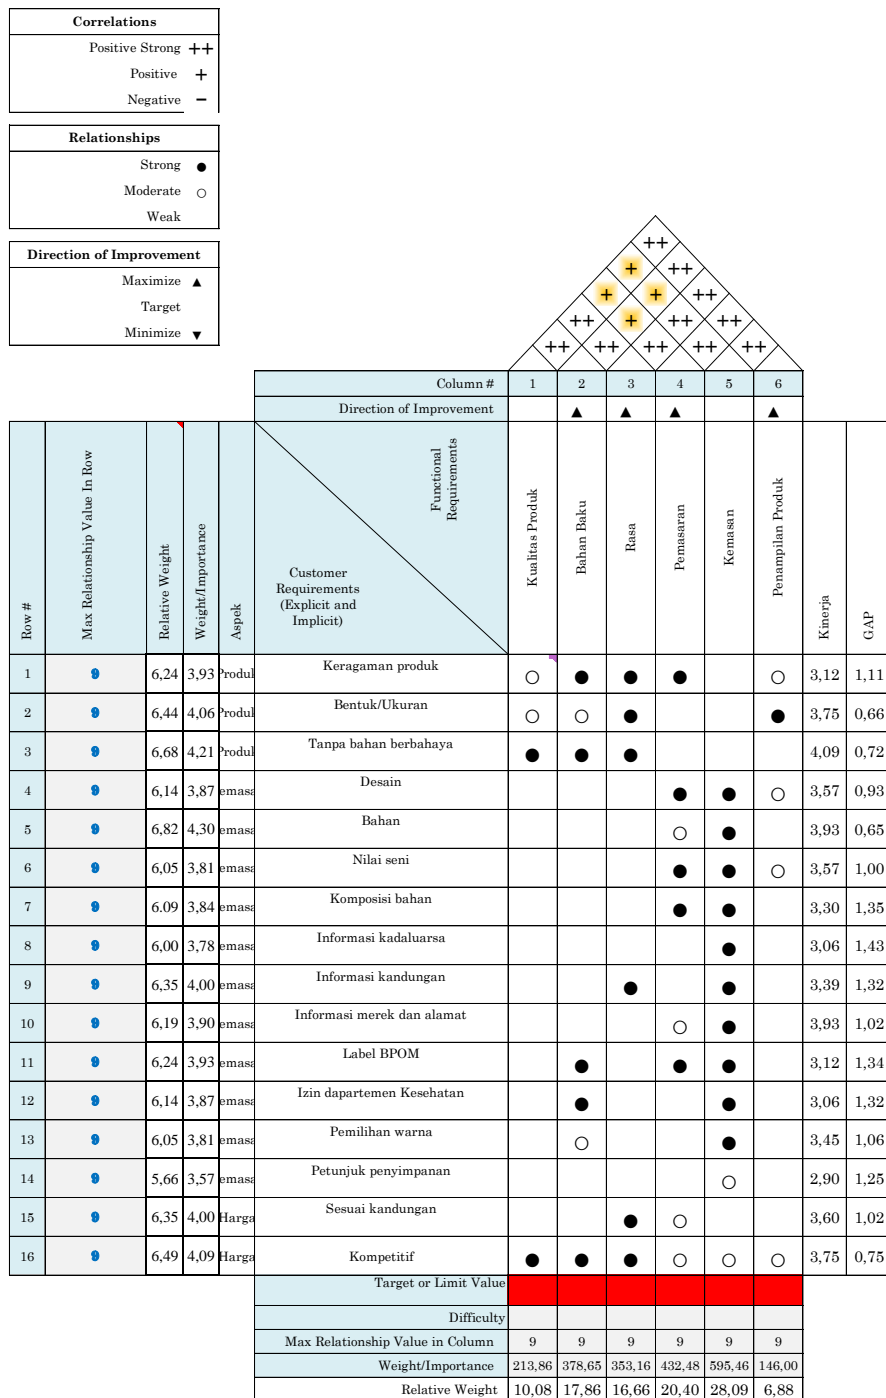 Correlations
Positive Strong ++
Positive +
Negative −
Relationships
Strong ●
Moderate ○
Weak
Direction of Improvement
Maximize ▲
Target
Minimize ▼
++
+ ++
+ + ++
++ + ++ ++
++ ++ ++ ++ ++
Column # 1 2 3 4 5 6
Direction of Improvement ▲ ▲ ▲ ▲
Row #
Max Relationship Value In Row
Relative Weight
Weight/Importance
Aspek
Customer
Requirements
(Explicit and
Implicit)
Functional
Requirements
Kualitas Produk
Bahan Baku
Rasa
Pemasaran
Kemasan
Penampilan Produk
Kinerja
GAP
1 9 6,24 3,93 Produk Keragaman produk ○ ● ● ● ○ 3,12 1,11
2 9 6,44 4,06 Produk Bentuk/Ukuran ○ ○ ● ● 3,75 0,66
3 9 6,68 4,21 Produk Tanpa bahan berbahaya ● ● ● 4,09 0,72
4 9 6,14 3,87 emasa Desain ● ● ○ 3,57 0,93
5 9 6,82 4,30 emasa Bahan ○ ● 3,93 0,65
6 9 6,05 3,81 emasa Nilai seni ● ● ○ 3,57 1,00
7 9 6.09 3,84 emasa Komposisi bahan ● ● 3,30 1,35
8 9 6,00 3,78 emasa Informasi kadaluarsa ● 3,06 1,43
9 9 6,35 4,00 emasa Informasi kandungan ● ● 3,39 1,32
10 9 6,19 3,90 emasa Informasi merek dan alamat ○ ● 3,93 1,02
11 9 6,24 3,93 emasa Label BPOM ● ● ● 3,12 1,34
12 9 6,14 3,87 emasa Izin dapartemen Kesehatan ● ● 3,06 1,32
13 9 6,05 3,81 emasa Pemilihan warna ○ ● 3,45 1,06
14 9 5,66 3,57 emasa Petunjuk penyimpanan ○ 2,90 1,25
15 9 6,35 4,00 Harga Sesuai kandungan ● ○ 3,60 1,02
16 9 6,49 4,09 Harga Kompetitif ● ● ● ○ ○ ○ 3,75 0,75
Target or Limit Value
Difficulty
Max Relationship Value in Column 9 9 9 9 9 9
Weight/Importance 213,86 378,65 353,16 432,48 595,46 146,00
Relative Weight 10,08 17,86 16,66 20,40 28,09 6,88